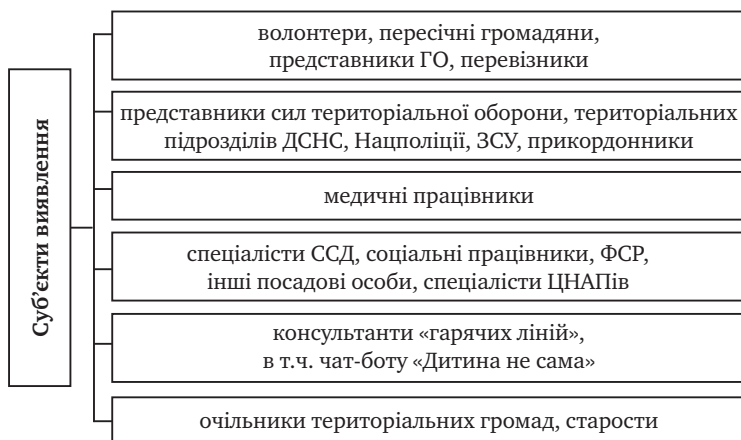 Суб’єкти виявлення
волонтери, пересічні громадяни,
представники ГО, перевізники
представники сил територіальної оборони, територіальних
підрозділів ДСНС, Нацполіції, ЗСУ, прикордонники
медичні працівники
спеціалісти ССД, соціальні працівники, ФСР,
інші посадові особи, спеціалісти ЦНАПів
консультанти «гарячих ліній»,
в т.ч. чат-боту «Дитина не сама»
очільники територіальних громад, старости